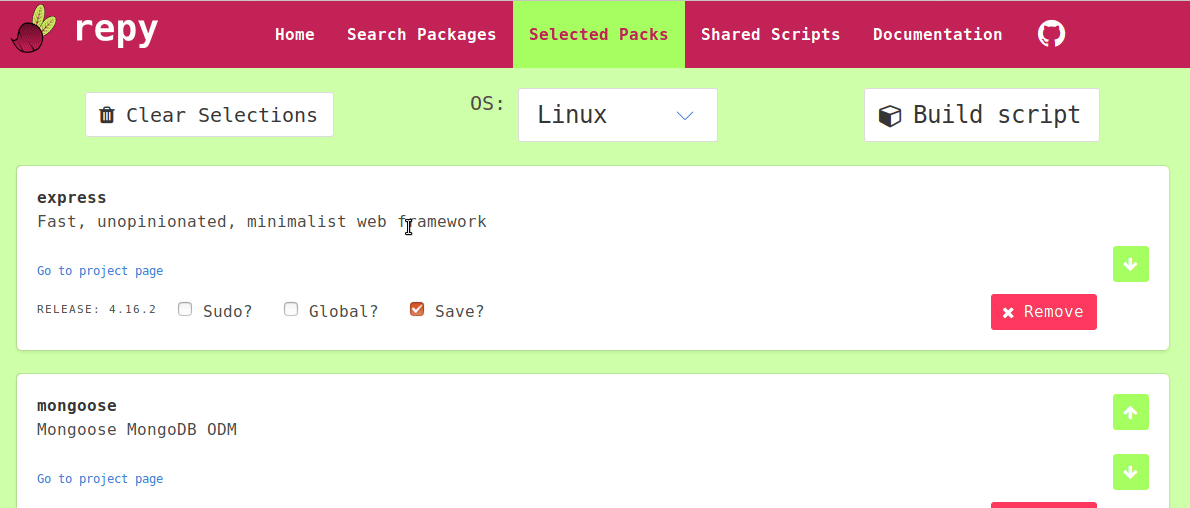 repy
Home Search Packages Selected Packs Shared Scripts Documentation
Clear Selections OS: Linux Build script
express
Fast, unopinionated, minimalist web framework
Go to project page
RELEASE: 4.16.2 Sudo? Global? Save? Remove
mongoose
Mongoose MongoDB ODM
Go to project page